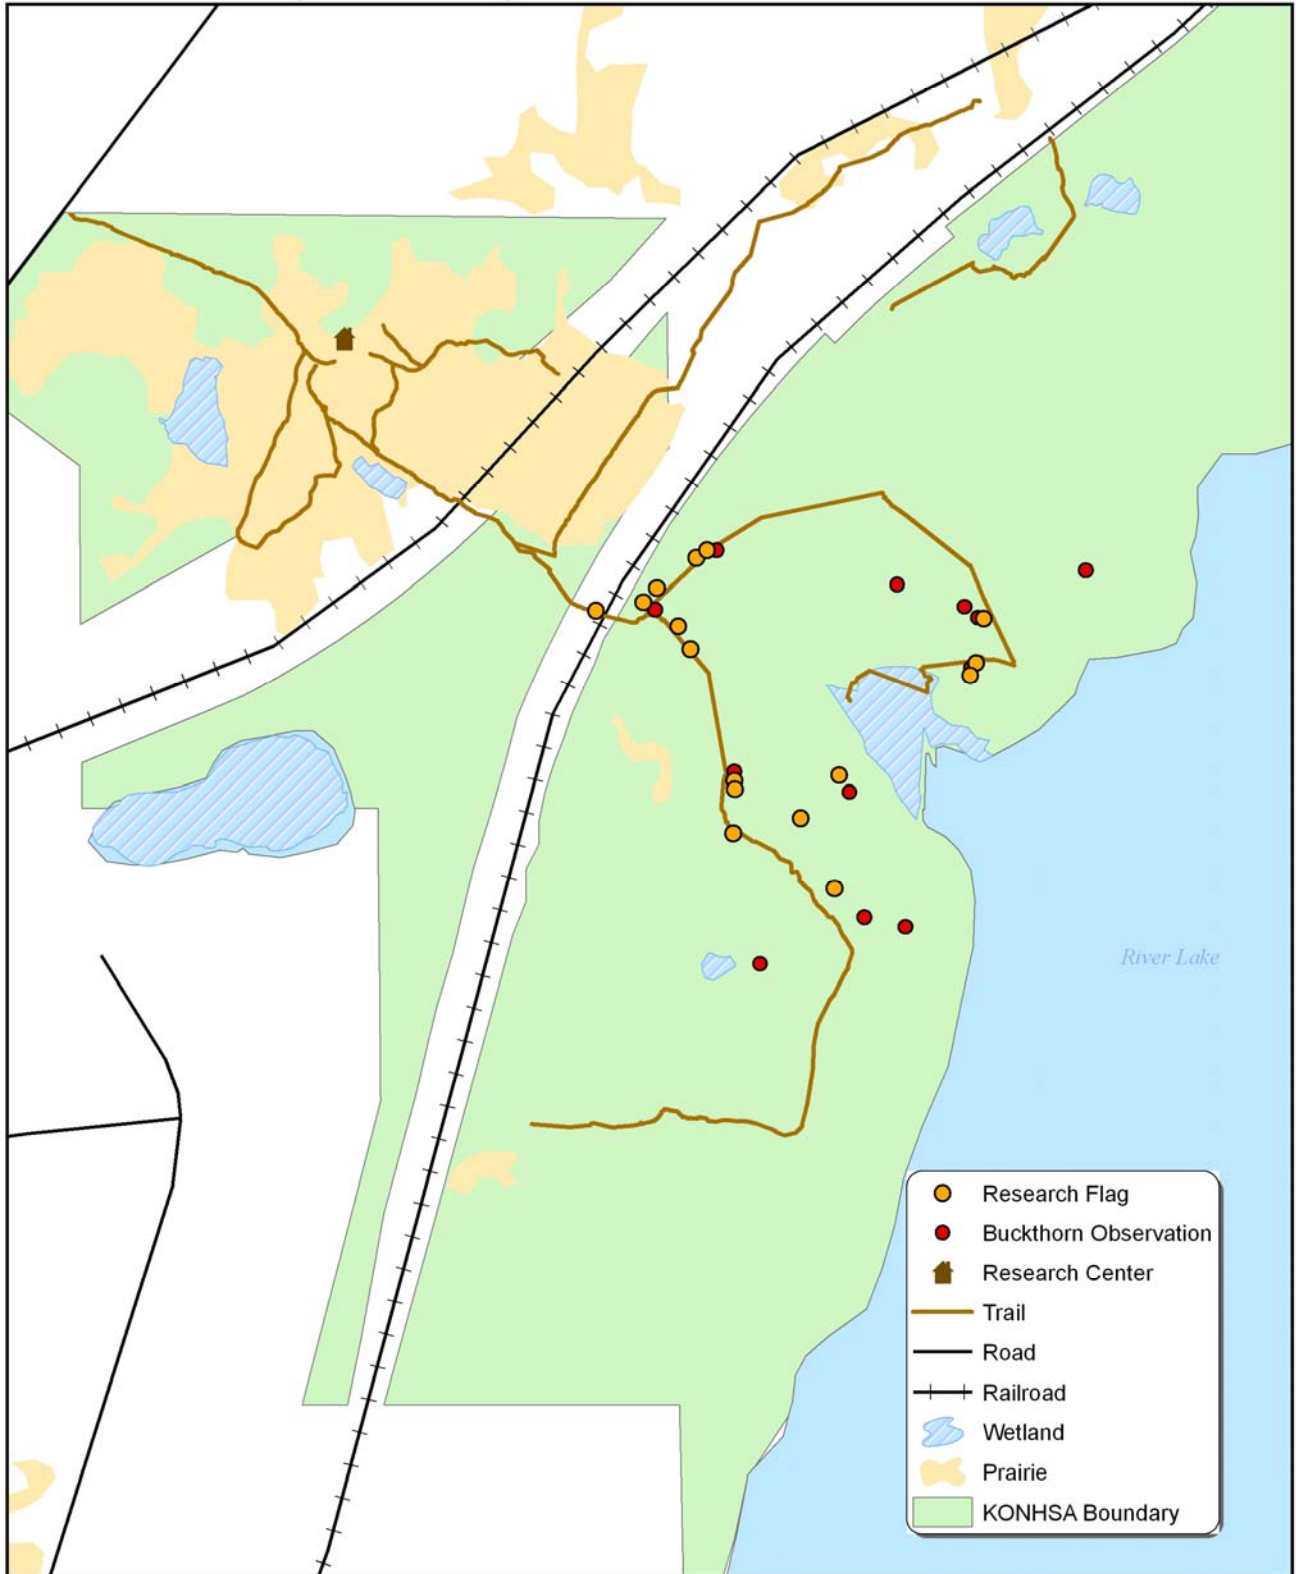 River Lake
Research Flag
Buckthorn Observation
Research Center
Trail
Road
Railroad
Wetland
Prairie
KONHSA Boundary